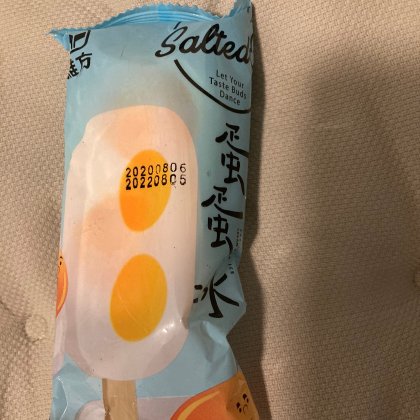 Salted
Let Your
Taste Buds
Dance
蛋蛋冰
20200806
20220805